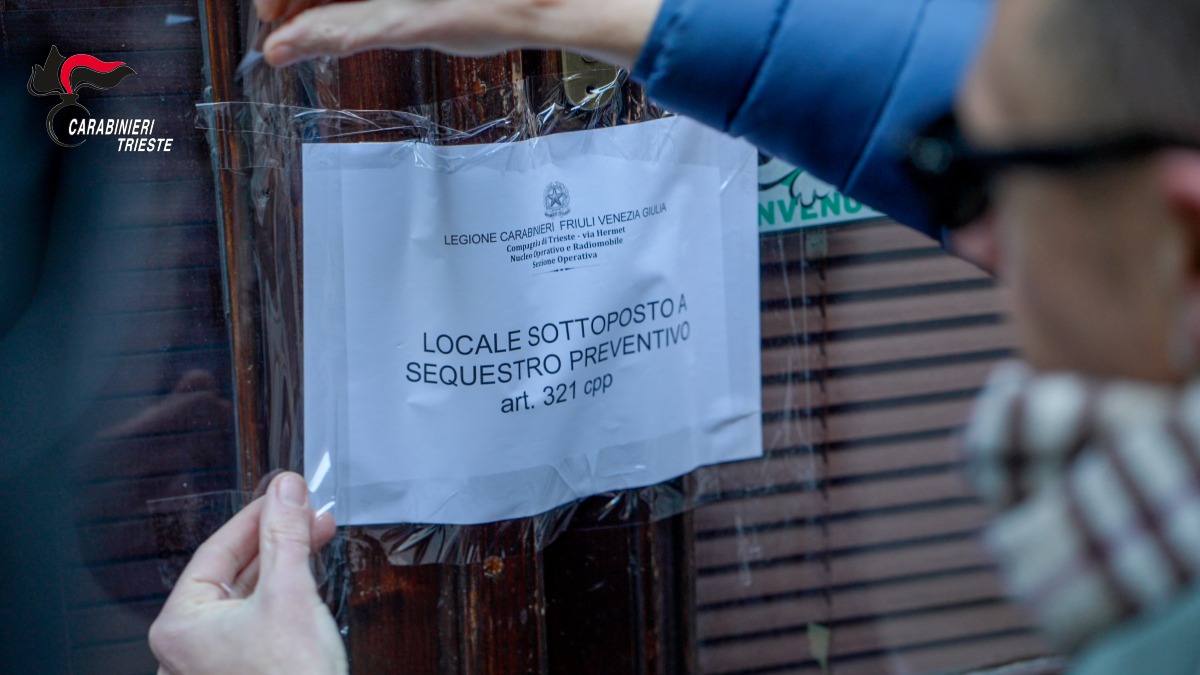 CARABINIERI
TRIESTE
LEGIONE CARABINIERI FRIULI VENEZIA GIULIA
Compagnia di Trieste - via Hermet
Nucleo Operativo e Radiomobile
Sezione Operativa
LOCALE SOTTOPOSTO A
SEQUESTRO PREVENTIVO
art. 321 cpp